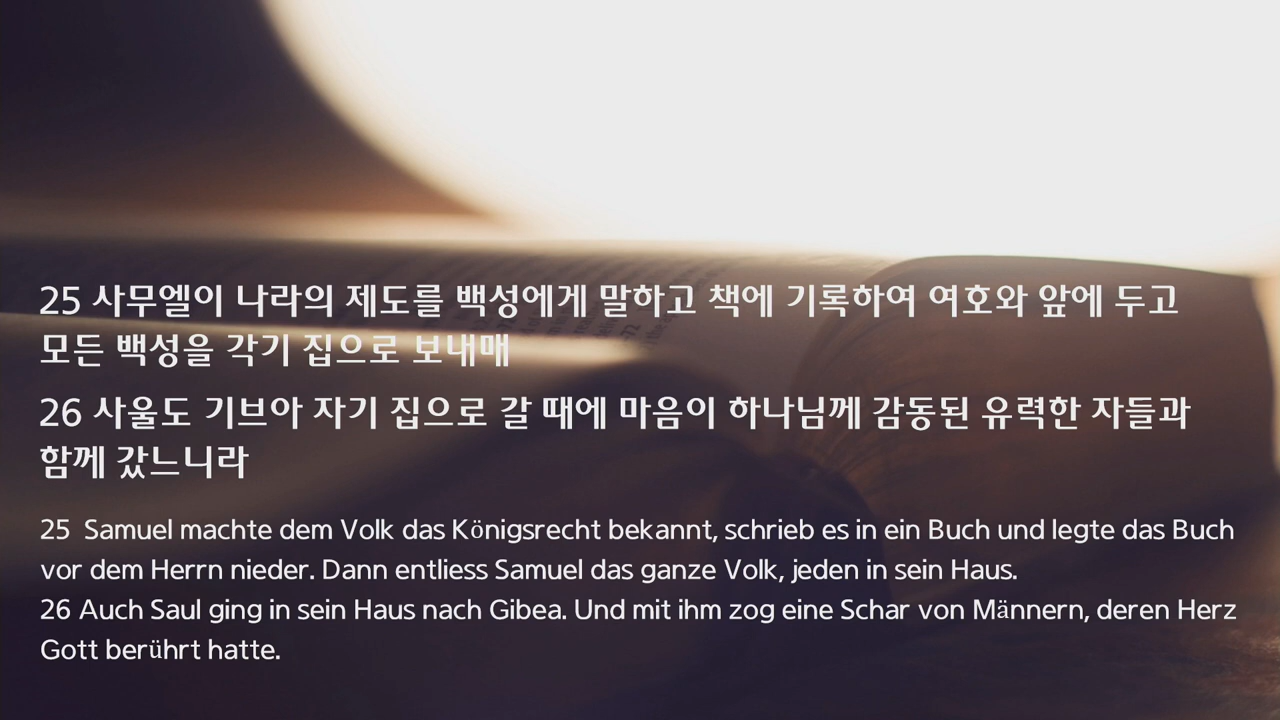 25 사무엘이 나라의 제도를 백성에게 말하고 책에 기록하여 여호와 앞에 두고
모든 백성을 각기 집으로 보내매
26 사울도 기브아 자기 집으로 갈 때에 마음이 하나님께 감동된 유력한 자들과
함께 갔느니라
25  Samuel machte dem Volk das Königsrecht bekannt, schrieb es in ein Buch und legte das Buch
vor dem Herrn nieder. Dann entliess Samuel das ganze Volk, jeden in sein Haus.
26 Auch Saul ging in sein Haus nach Gibea. Und mit ihm zog eine Schar von Männern, deren Herz
Gott berührt hatte.